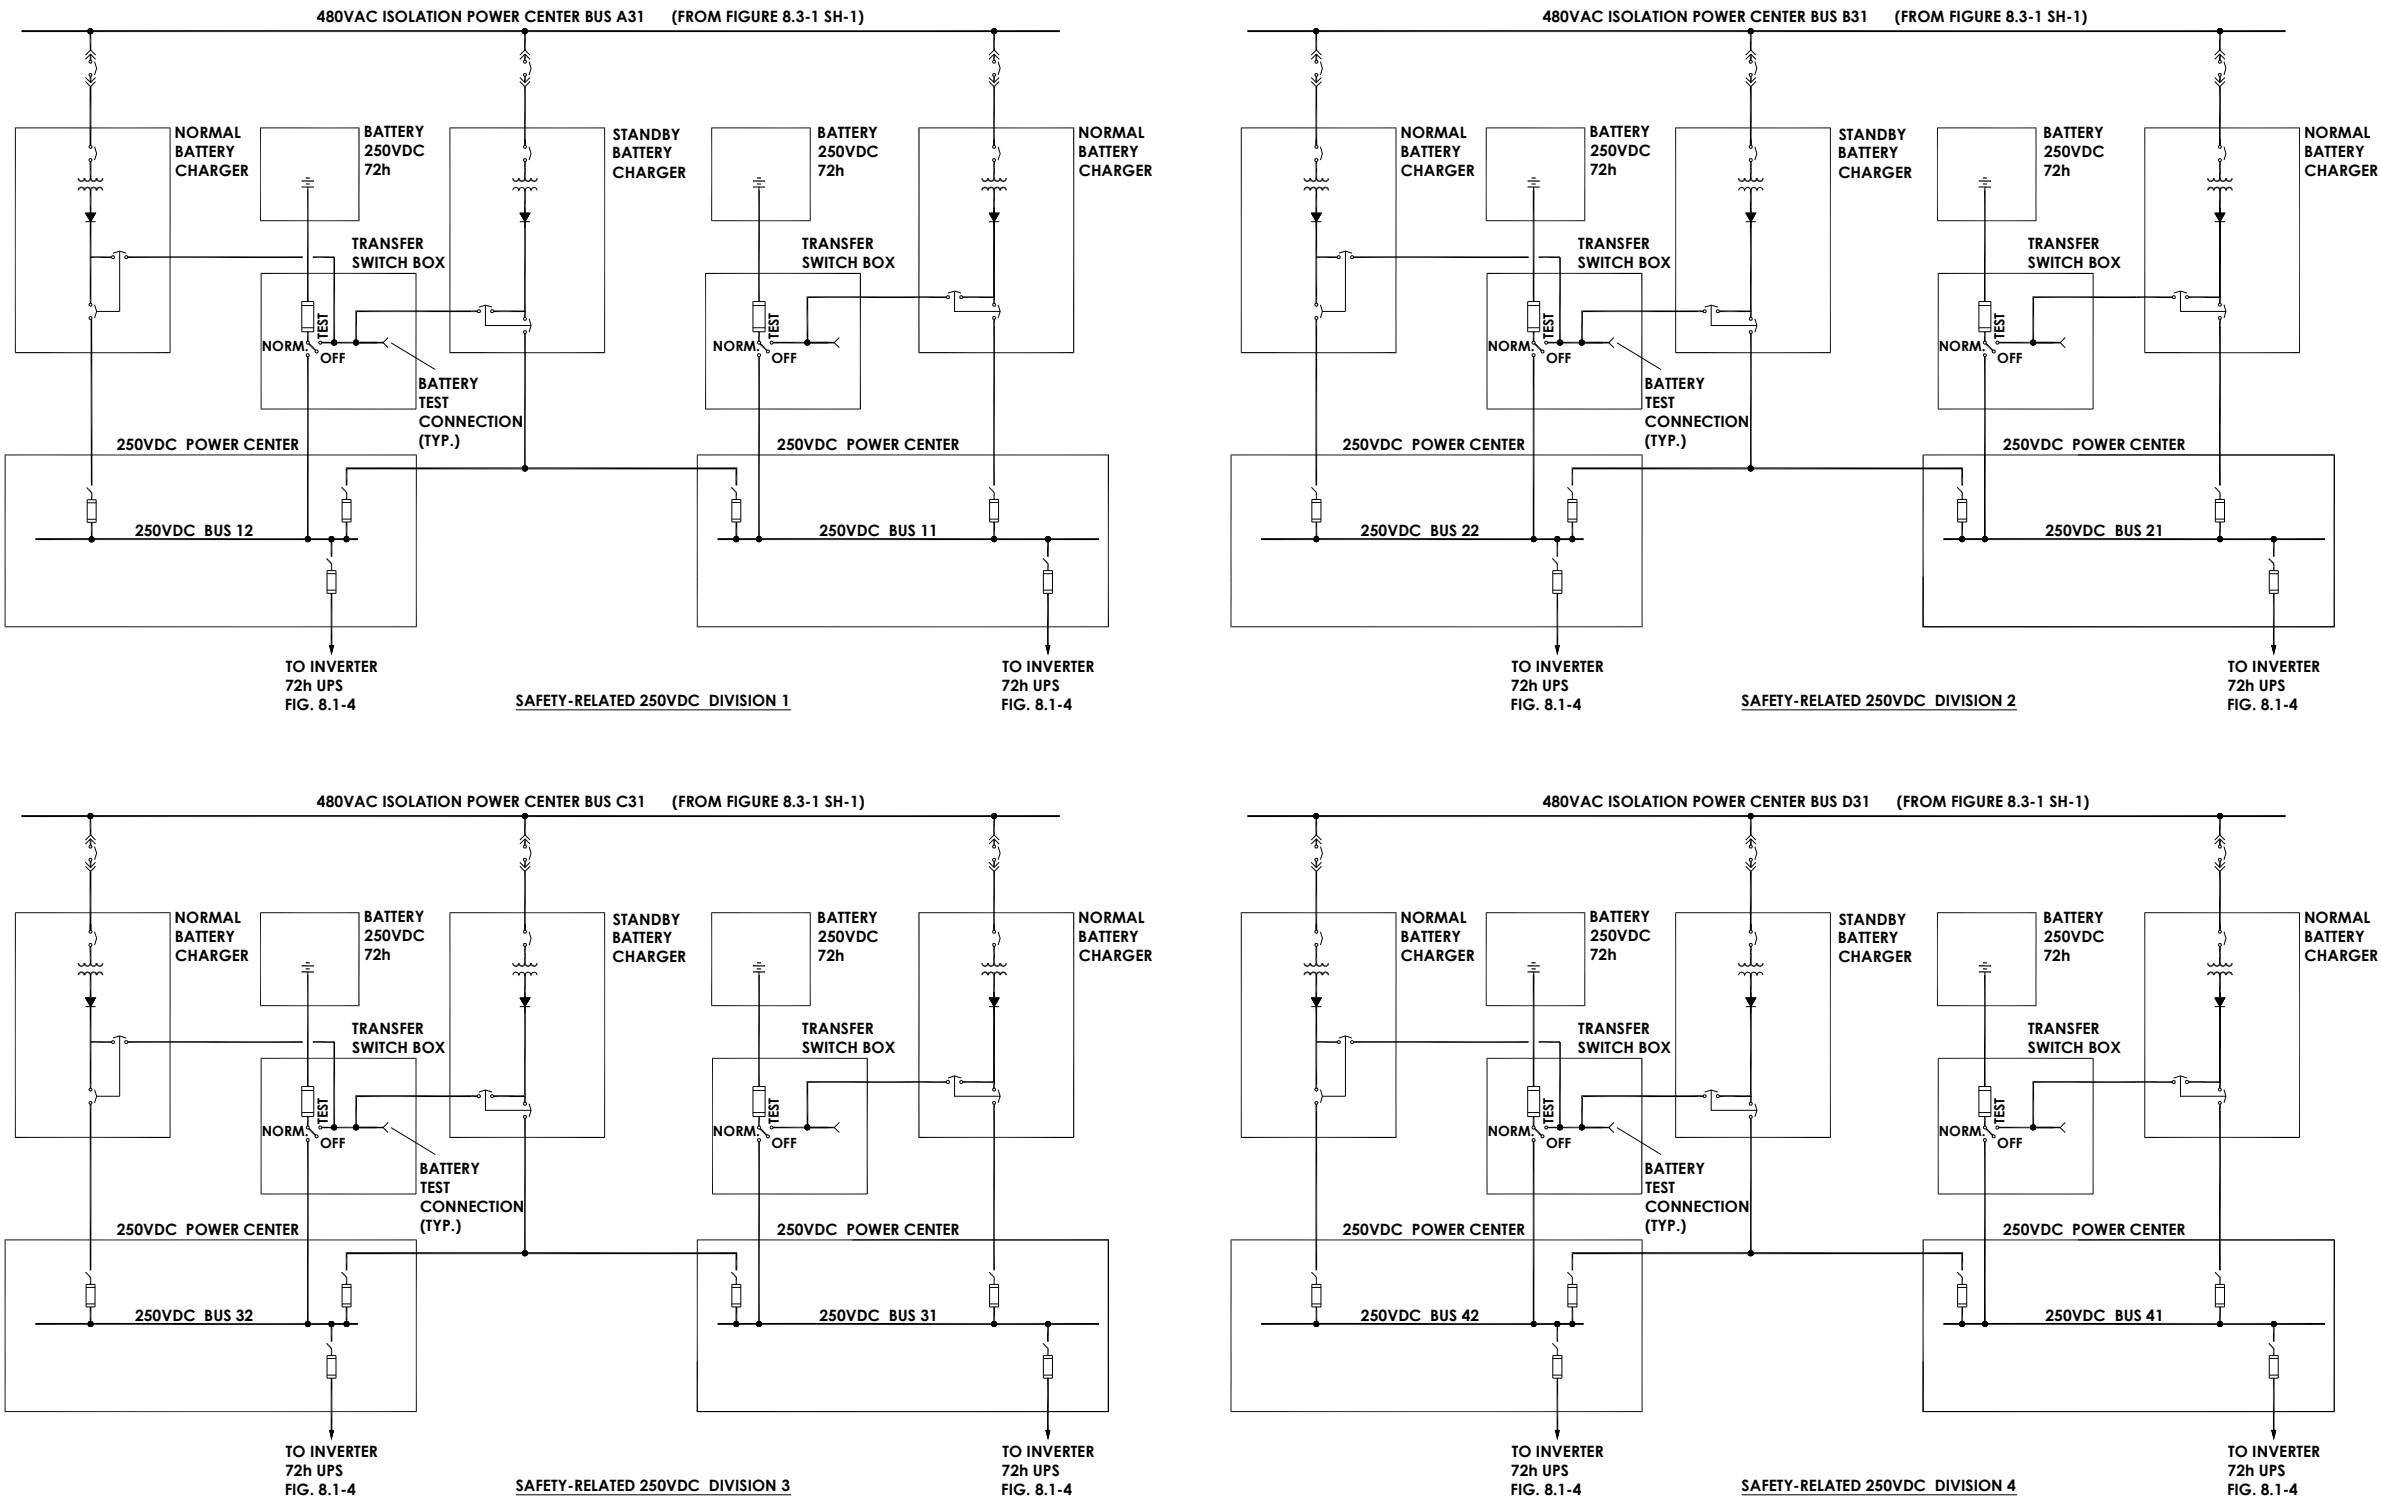 480VAC ISOLATION POWER CENTER BUS A31 (FROM FIGURE 8.3-1 SH-1)
NORMAL
BATTERY
CHARGER
BATTERY
250VDC
72h
STANDBY
BATTERY
CHARGER
BATTERY
250VDC
72h
NORMAL
BATTERY
CHARGER
TRANSFER
SWITCH BOX
TRANSFER
SWITCH BOX
TEST
NORM.
OFF
TEST
NORM.
OFF
BATTERY
TEST
CONNECTION
(TYP.)
250VDC POWER CENTER
250VDC POWER CENTER
250VDC BUS 12
250VDC BUS 11
TO INVERTER
72h UPS
FIG. 8.1-4
TO INVERTER
72h UPS
FIG. 8.1-4
SAFETY-RELATED 250VDC DIVISION 1
480VAC ISOLATION POWER CENTER BUS B31 (FROM FIGURE 8.3-1 SH-1)
NORMAL
BATTERY
CHARGER
BATTERY
250VDC
72h
STANDBY
BATTERY
CHARGER
BATTERY
250VDC
72h
NORMAL
BATTERY
CHARGER
TRANSFER
SWITCH BOX
TRANSFER
SWITCH BOX
TEST
NORM.
OFF
TEST
NORM.
OFF
BATTERY
TEST
CONNECTION
(TYP.)
250VDC POWER CENTER
250VDC POWER CENTER
250VDC BUS 22
250VDC BUS 21
TO INVERTER
72h UPS
FIG. 8.1-4
TO INVERTER
72h UPS
FIG. 8.1-4
SAFETY-RELATED 250VDC DIVISION 2
480VAC ISOLATION POWER CENTER BUS C31 (FROM FIGURE 8.3-1 SH-1)
NORMAL
BATTERY
CHARGER
BATTERY
250VDC
72h
STANDBY
BATTERY
CHARGER
BATTERY
250VDC
72h
NORMAL
BATTERY
CHARGER
TRANSFER
SWITCH BOX
TRANSFER
SWITCH BOX
TEST
NORM.
OFF
TEST
NORM.
OFF
BATTERY
TEST
CONNECTION
(TYP.)
250VDC POWER CENTER
250VDC POWER CENTER
250VDC BUS 32
250VDC BUS 31
TO INVERTER
72h UPS
FIG. 8.1-4
TO INVERTER
72h UPS
FIG. 8.1-4
SAFETY-RELATED 250VDC DIVISION 3
480VAC ISOLATION POWER CENTER BUS D31 (FROM FIGURE 8.3-1 SH-1)
NORMAL
BATTERY
CHARGER
BATTERY
250VDC
72h
STANDBY
BATTERY
CHARGER
BATTERY
250VDC
72h
NORMAL
BATTERY
CHARGER
TRANSFER
SWITCH BOX
TRANSFER
SWITCH BOX
TEST
NORM.
OFF
TEST
NORM.
OFF
BATTERY
TEST
CONNECTION
(TYP.)
250VDC POWER CENTER
250VDC POWER CENTER
250VDC BUS 42
250VDC BUS 41
TO INVERTER
72h UPS
FIG. 8.1-4
TO INVERTER
72h UPS
FIG. 8.1-4
SAFETY-RELATED 250VDC DIVISION 4